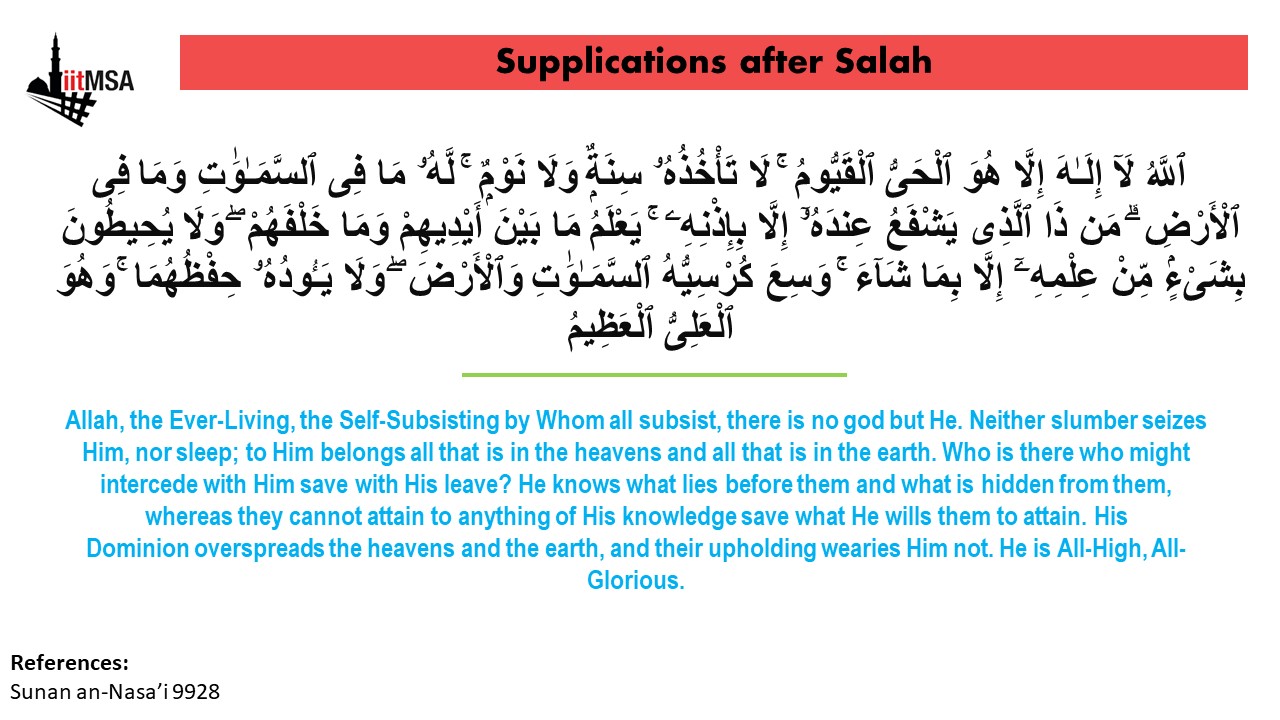 iitMSA
Supplications after Salah
ٱللَّهُ لَآ إِلَـٰهَ إِلَّا هُوَ ٱلْحَىُّ ٱلْقَيُّومُ ۚ لَا تَأْخُذُهُۥ سِنَةٌۭ وَلَا نَوْمٌۭ ۚ لَّهُۥ مَا فِى ٱلسَّمَـٰوَٰتِ وَمَا فِى
ٱلْأَرْضِ ۗ مَن ذَا ٱلَّذِى يَشْفَعُ عِندَهُۥٓ إِلَّا بِإِذْنِهِۦ ۚ يَعْلَمُ مَا بَيْنَ أَيْدِيهِمْ وَمَا خَلْفَهُمْ ۖ وَلَا يُحِيطُونَ
بِشَىْءٍۢ مِّنْ عِلْمِهِۦٓ إِلَّا بِمَا شَآءَ ۚ وَسِعَ كُرْسِيُّهُ ٱلسَّمَـٰوَٰتِ وَٱلْأَرْضَ ۖ وَلَا يَـُٔودُهُۥ حِفْظُهُمَا ۚ وَهُوَ
ٱلْعَلِىُّ ٱلْعَظِيمُ
Allah, the Ever-Living, the Self-Subsisting by Whom all subsist, there is no god but He. Neither slumber seizes
Him, nor sleep; to Him belongs all that is in the heavens and all that is in the earth. Who is there who might
intercede with Him save with His leave? He knows what lies before them and what is hidden from them,
whereas they cannot attain to anything of His knowledge save what He wills them to attain. His
Dominion overspreads the heavens and the earth, and their upholding wearies Him not. He is All-High, All-
Glorious.
References:
Sunan an-Nasa’i 9928